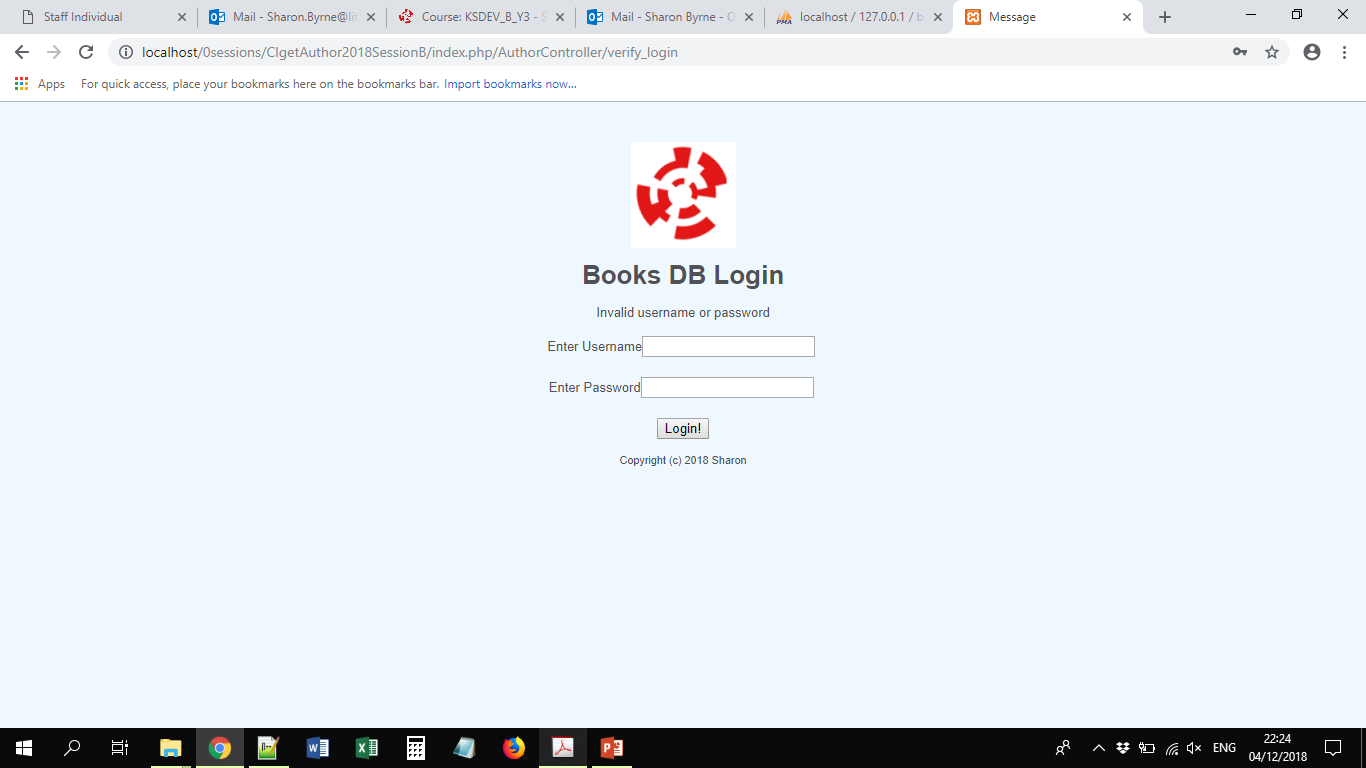 Staff Individual
Mail - Sharon.Byrne@lit
Course: KSDEV_B_Y3 - S
Mail - Sharon Byrne - O
PMA
localhost / 127.0.0.1 / b
Message
localhost/0sessions/CIgetAuthor2018SessionB/index.php/AuthorController/verify_login
Apps For quick access, place your bookmarks here on the bookmarks bar. Import bookmarks now...
Books DB Login
Invalid username or password
Enter Username
Enter Password
Login!
Copyright (c) 2018 Sharon
ENG
22:24
04/12/2018